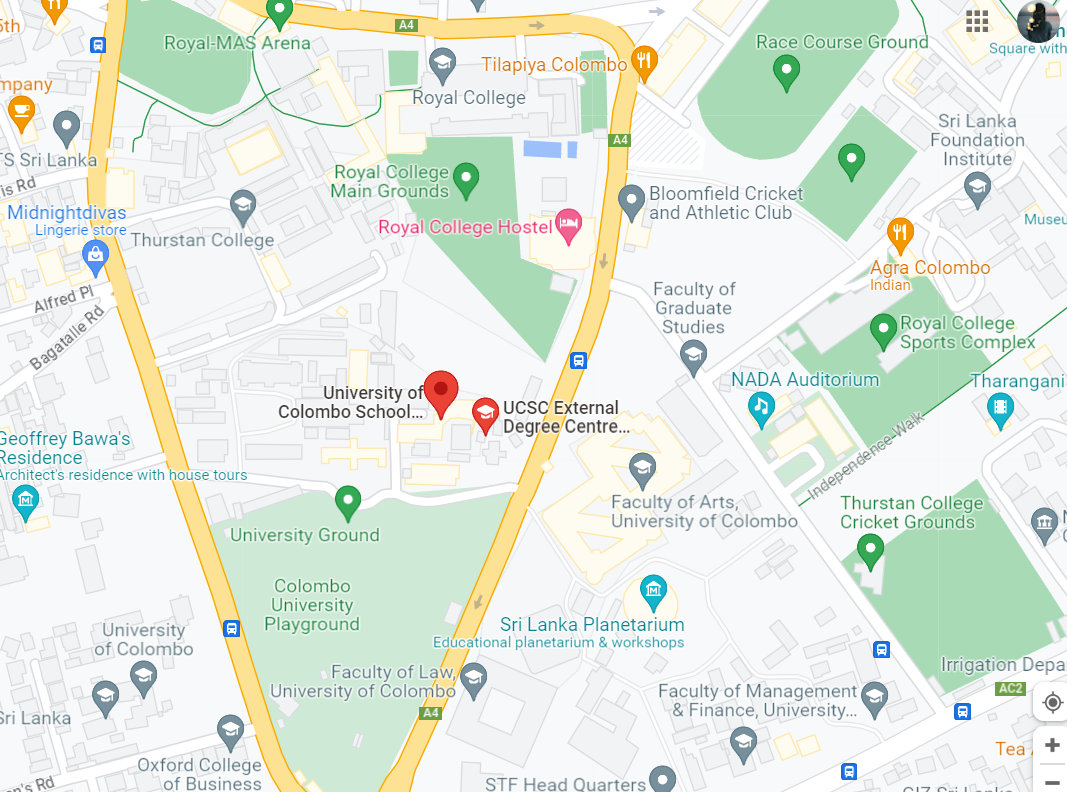 5th
A4
Royal-MAS Arena
Race Course Ground
Square with
Tilapiya Colombo
mpany
Royal College
Sri Lanka
Foundation
Institute
A4
TS Sri Lanka
is Rd
Royal College
Main Grounds
Bloomfield Cricket
and Athletic Club
Midnightdivas
Lingerie store
Royal College Hostel
Museu
Thurstan College
Agra Colombo
Indian
Alfred Pl
Faculty of
Graduate
Studies
Bagatalle Rd
Royal College
Sports Complex
NADA Auditorium
Tharangani
University of
Colombo School...
UCSC External
Degree Centre...
Geoffrey Bawa's
Residence
Architect's residence with house tours
Independence-Walk
Faculty of Arts,
University of Colombo
Thurstan College
Cricket Grounds
University Ground
Colombo
University
Playground
Sri Lanka Planetarium
Educational planetarium & workshops
University
of Colombo
Irrigation Depa
Faculty of Law,
University of Colombo
AC2
Faculty of Management
& Finance, University...
Sri Lanka
A4
Tea
Oxford College
of Business
STF Head Quarters
n's Rd
GIZ Sri Lanka